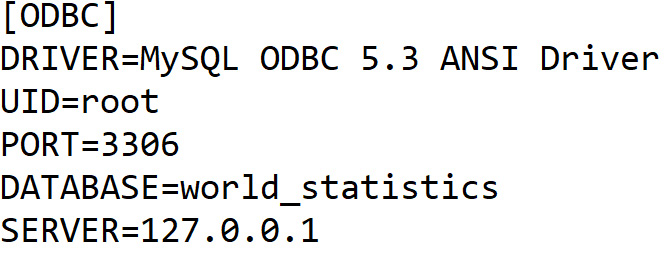 [ODBC]
DRIVER=MySQL ODBC 5.3 ANSI Driver
UID=root
PORT=3306
DATABASE=world_statistics
SERVER=127.0.0.1